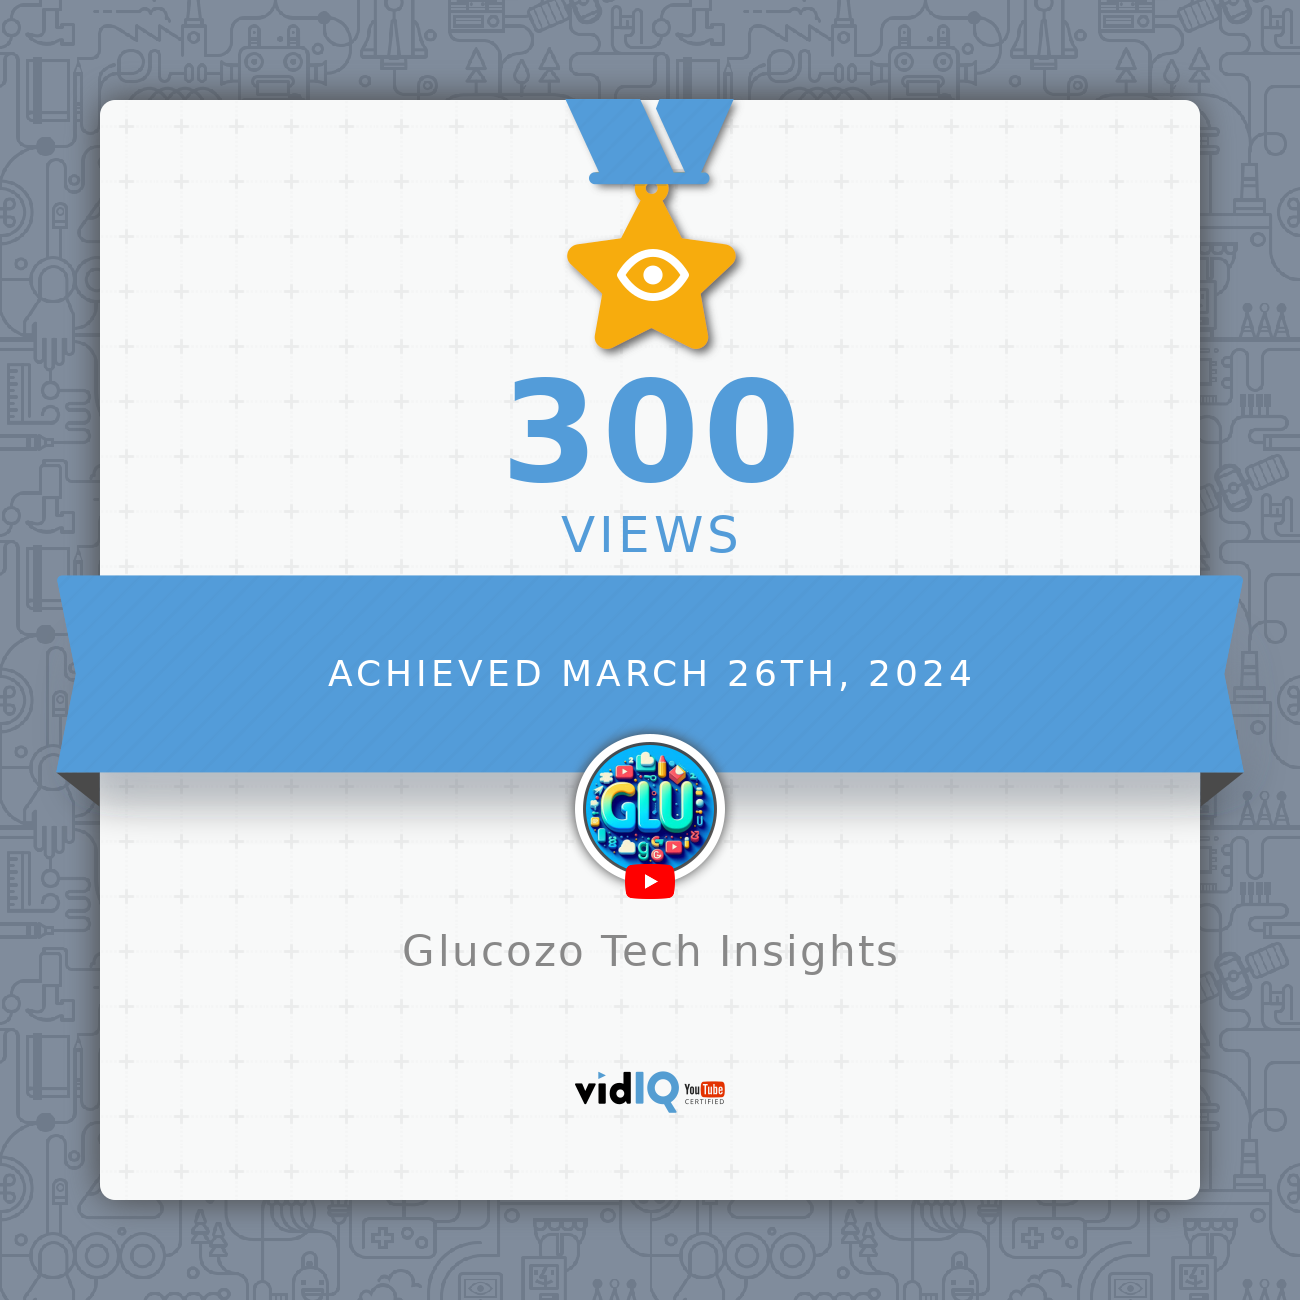 300
VIEWS
ACHIEVED MARCH 26TH, 2024
GLU
Glucozo Tech Insights
vidIQ YouTube
CERTIFIED